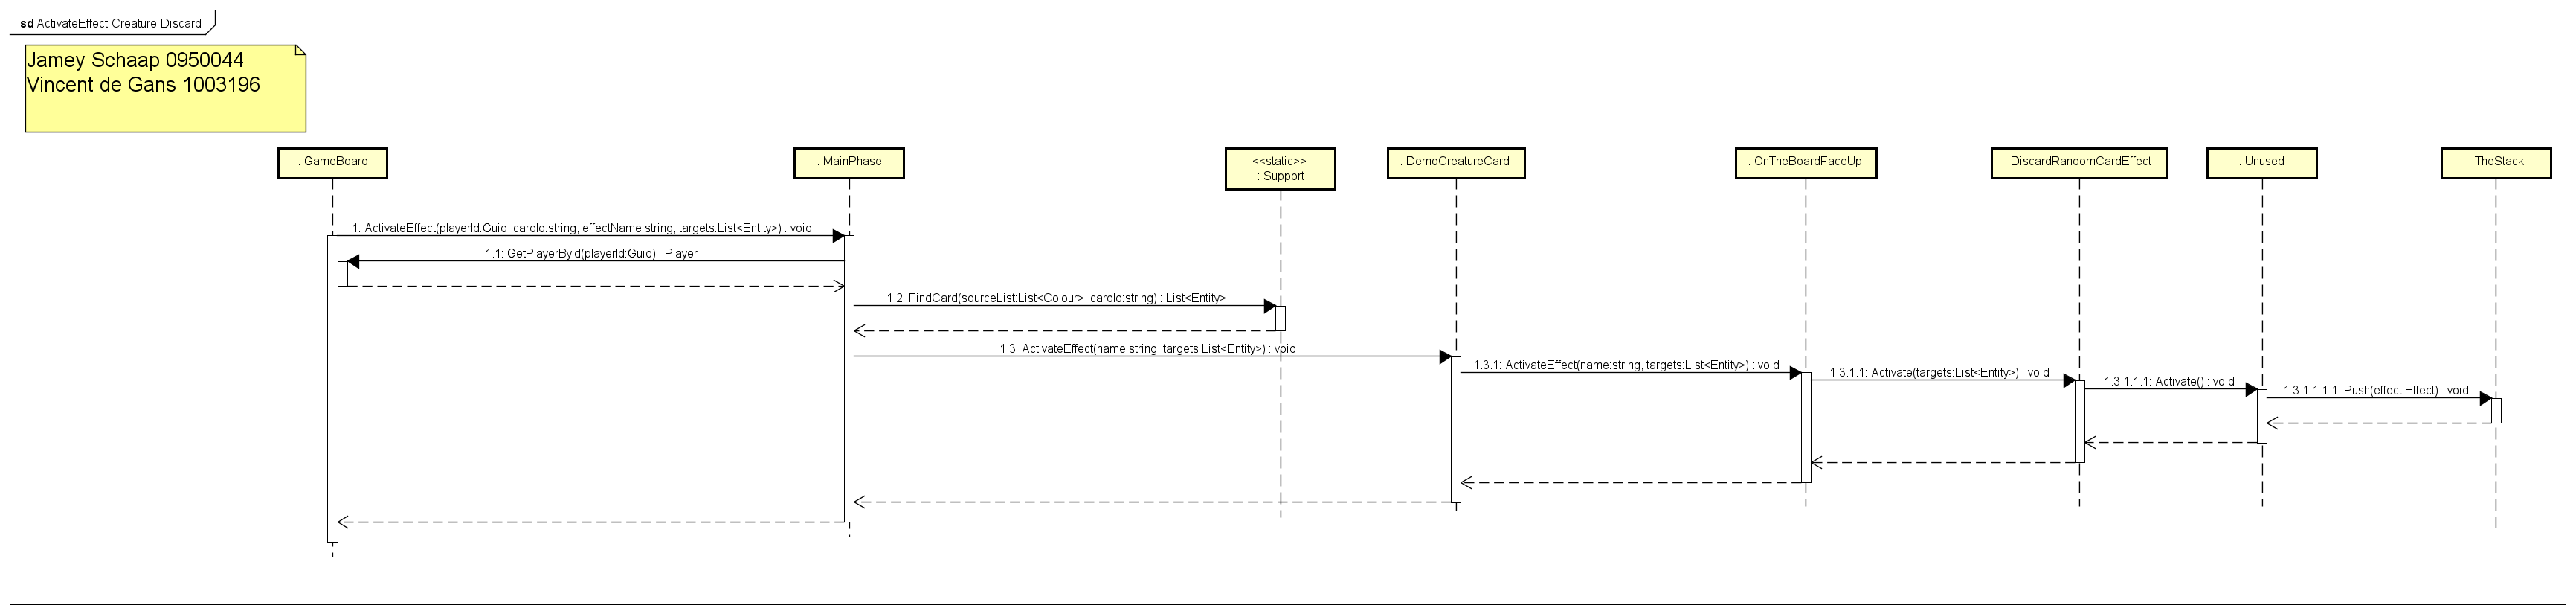 sd ActivateEffect-Creature-Discard
Jamey Schaap 0950044
Vincent de Gans 1003196
: GameBoard
: MainPhase
<<static>>
: Support
: DemoCreatureCard
: OnTheBoardFaceUp
: DiscardRandomCardEffect
: Unused
: TheStack
1: ActivateEffect(playerId:Guid, cardId:string, effectName:string, targets:List<Entity>) : void
1.1: GetPlayerById(playerId:Guid) : Player
1.2: FindCard(sourceList:List<Colour>, cardId:string) : List<Entity>
1.3: ActivateEffect(name:string, targets:List<Entity>) : void
1.3.1: ActivateEffect(name:string, targets:List<Entity>) : void
1.3.1.1: Activate(targets:List<Entity>) : void
1.3.1.1.1: Activate() : void
1.3.1.1.1.1: Push(effect:Effect) : void